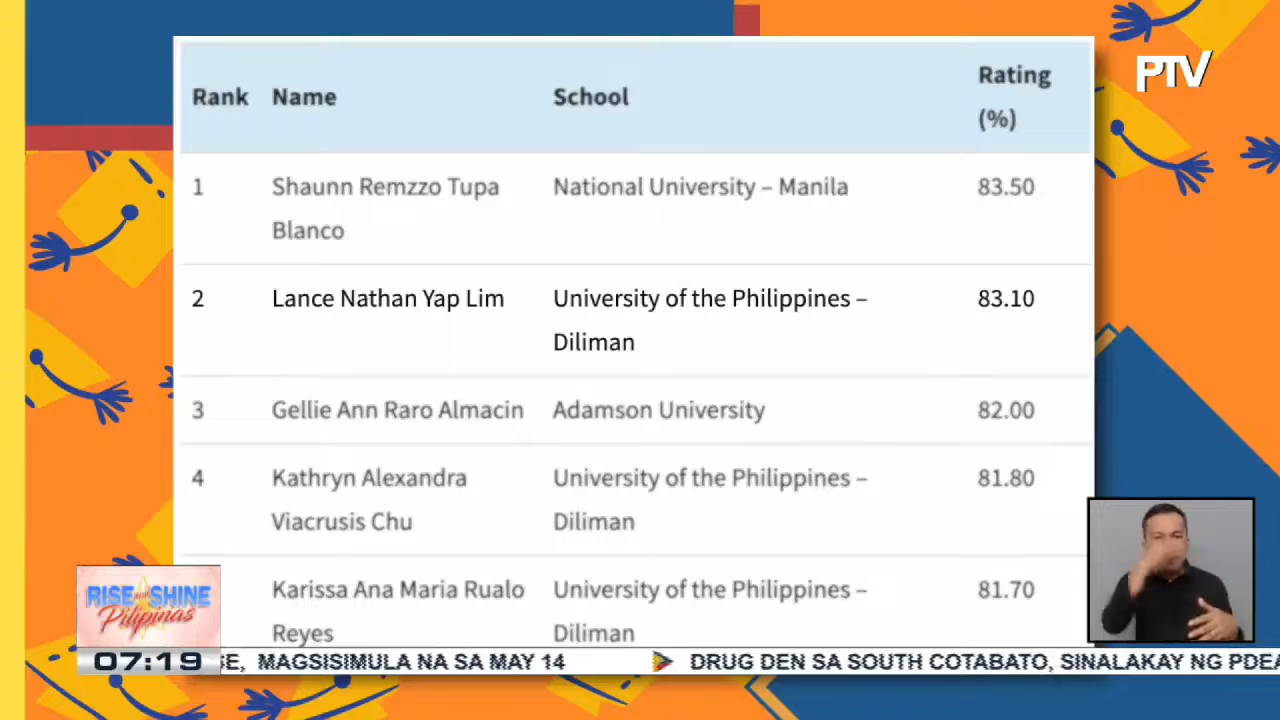 PTV
Rank Name School Rating
(%)
1 Shaunn Remzzo Tupa National University – Manila 83.50
Blanco
2 Lance Nathan Yap Lim University of the Philippines – 83.10
Diliman
3 Gellie Ann Raro Almacin Adamson University 82.00
4 Kathryn Alexandra University of the Philippines – 81.80
Viacrusis Chu Diliman
Karissa Ana Maria Rualo University of the Philippines – 81.70
Reyes Diliman
RISE AND SHINE
Pilipinas
07:19 SE, MAGSISIMULA NA SA MAY 14 DRUG DEN SA SOUTH COTABATO, SINALAKAY NG PDEA